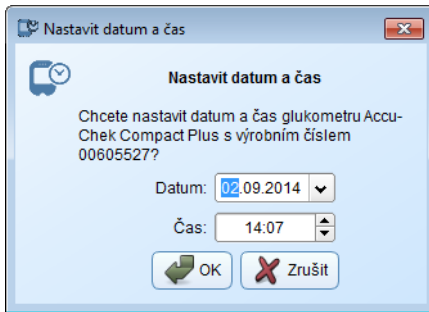 Nastavit datum a čas
Nastavit datum a čas
Chcete nastavit datum a čas glukometru Accu-
Chek Compact Plus s výrobním číslem
00605527?
Datum: 02.09.2014
Čas: 14:07
OK Zrušit